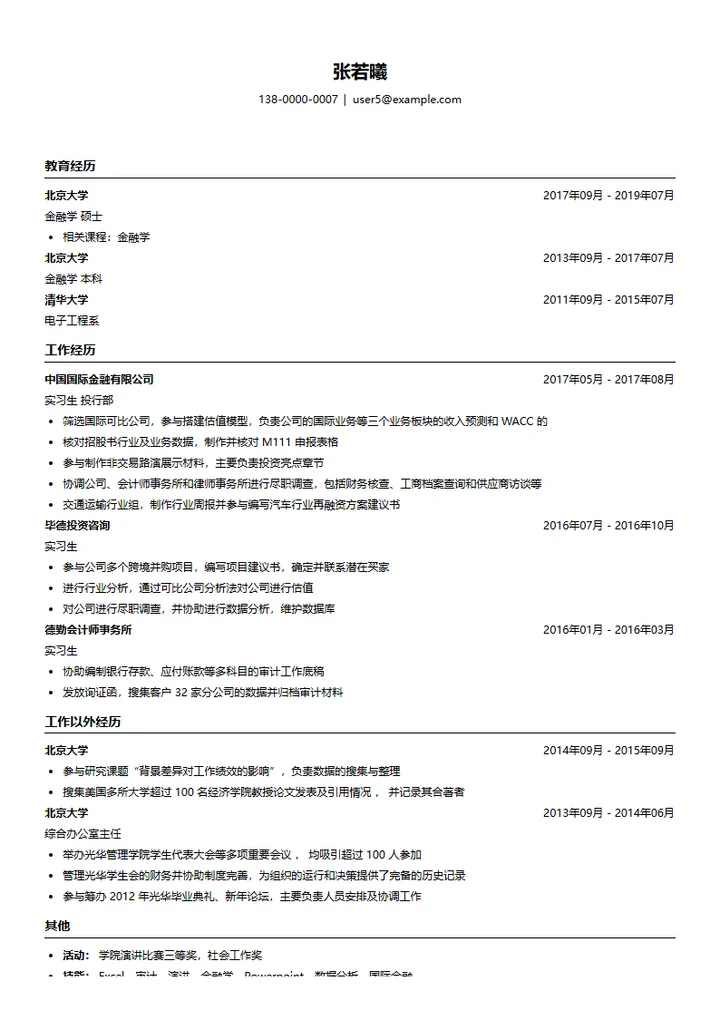 张若曦
138-0000-0007 | user5@example.com
教育经历
北京大学 2017年09月 - 2019年07月
金融学 硕士
• 相关课程：金融学
北京大学 2013年09月 - 2017年07月
金融学 本科
清华大学 2011年09月 - 2015年07月
电子工程系
工作经历
中国国际金融有限公司 2017年05月 - 2017年08月
实习生 投行部
• 筛选国际可比公司，参与搭建估值模型，负责公司的国际业务等三个业务板块的收入预测和 WACC 的
• 核对招股书行业及业务数据，制作并核对 M111 申报表格
• 参与制作非交易路演展示材料，主要负责投资亮点章节
• 协调公司、会计师事务所和律师事务所进行尽职调查，包括财务核查、工商档案查询和供应商访谈等
• 交通运输行业组，制作行业周报并参与编写汽车行业再融资方案建议书
毕德投资咨询 2016年07月 - 2016年10月
实习生
• 参与公司多个跨境并购项目，编写项目建议书，确定并联系潜在买家
• 进行行业分析，通过可比公司分析法对公司进行估值
• 对公司进行尽职调查，并协助进行数据分析，维护数据库
德勤会计师事务所 2016年01月 - 2016年03月
实习生
• 协助编制银行存款、应付账款等多科目的审计工作底稿
• 发放询证函，搜集客户 32 家分公司的数据并归档审计材料
工作以外经历
北京大学 2014年09月 - 2015年09月
• 参与研究课题“背景差异对工作绩效的影响”，负责数据的搜集与整理
• 搜集美国多所大学超过 100 名经济学院教授论文发表及引用情况 ，并记录其合著者
北京大学 2013年09月 - 2014年06月
综合办公室主任
• 举办光华管理学院学生代表大会等多项重要会议 ，均吸引超过 100 人参加
• 管理光华学生会的财务并协助制度完善，为组织的运行和决策提供了完备的历史记录
• 参与筹办 2012 年光华毕业典礼、新年论坛，主要负责人员安排及协调工作
其他
• 活动： 学院演讲比赛三等奖，社会工作奖
• 技能： Excel，审计，演讲，金融学，Powerpoint，数据分析，国际金融